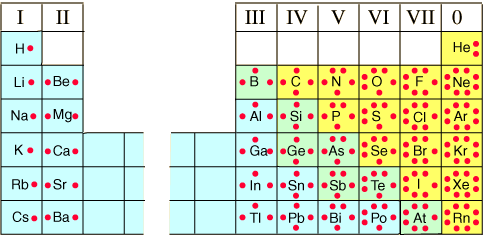 I II III IV V VI VII 0
H He
Li Be B C N O F Ne
Na Mg Al Si P S Cl Ar
K Ca Ga Ge As Se Br Kr
Rb Sr In Sn Sb Te I Xe
Cs Ba Tl Pb Bi Po At Rn